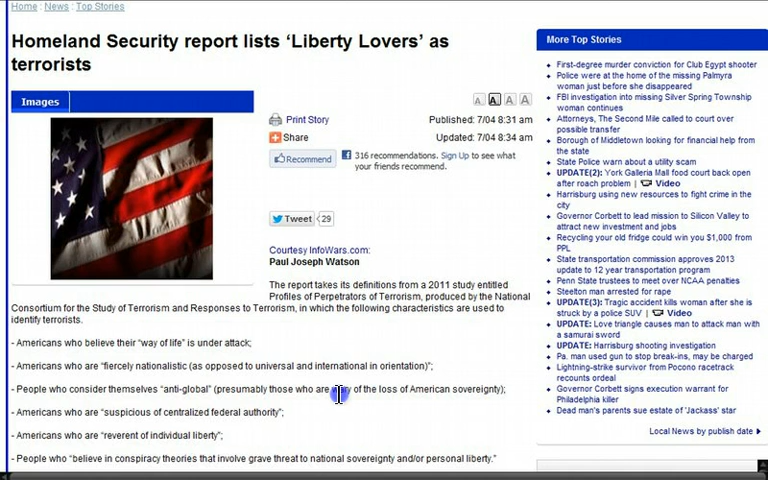 Home : News : Top Stories
Homeland Security report lists ‘Liberty Lovers’ as
terrorists
Images
A A A A
Print Story
Published: 7/04 8:31 am
Share
Updated: 7/04 8:34 am
Recommend
316 recommendations. Sign Up to see what
your friends recommend.
Tweet
29
Courtesy InfoWars.com:
Paul Joseph Watson
The report takes its definitions from a 2011 study entitled
Profiles of Perpetrators of Terrorism, produced by the National
Consortium for the Study of Terrorism and Responses to Terrorism, in which the following characteristics are used to
identify terrorists.
- Americans who believe their “way of life” is under attack;
- Americans who are “fiercely nationalistic (as opposed to universal and international in orientation)”;
- People who consider themselves “anti-global” (presumably those who are wary of the loss of American sovereignty);
- Americans who are “suspicious of centralized federal authority”;
- Americans who are “reverent of individual liberty”;
- People who “believe in conspiracy theories that involve grave threat to national sovereignty and/or personal liberty.”
More Top Stories
First-degree murder conviction for Club Egypt shooter
Police were at the home of the missing Palmyra
woman just before she disappeared
FBI investigation into missing Silver Spring Township
woman continues
Attorneys, The Second Mile called to court over
possible transfer
Borough of Middletown looking for financial help from
the state
State Police warn about a utility scam
UPDATE(2): York Galleria Mall food court back open
after roach problem | Video
Harrisburg using new resources to fight crime in the
city
Governor Corbett to lead mission to Silicon Valley to
attract new investment and jobs
Recycling your old fridge could win you $1,000 from
PPL
State transportation commission approves 2013
update to 12 year transportation program
Penn State trustees to meet over NCAA penalties
Steelton man arrested for rape
UPDATE(3): Tragic accident kills woman after she is
struck by a police SUV | Video
UPDATE: Love triangle causes man to attack man with
a samurai sword
UPDATE: Harrisburg shooting investigation
Pa. man used gun to stop break-ins, may be charged
Lightning-strike survivor from Pocono racetrack
recounts ordeal
Governor Corbett signs execution warrant for
Philadelphia killer
Dead man's parents sue estate of 'Jackass' star
Local News by publish date